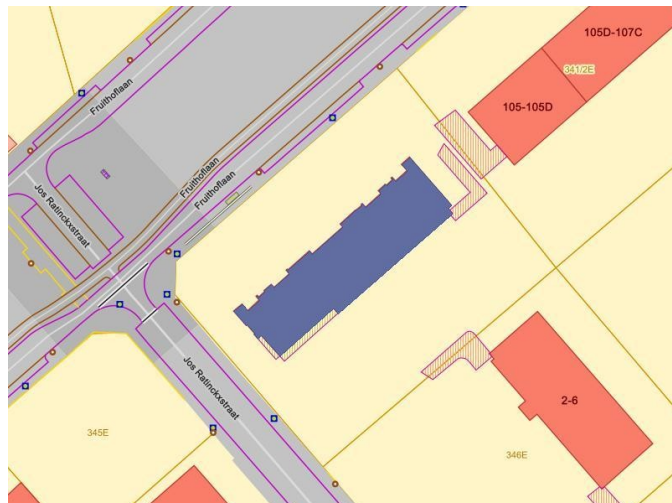 105D-107C
341/2E
Fruithoflaan
105-105D
Fruithoflaan
Fruithoflaan
Jos Ratinckxstraat
Jos Ratinckxstraat
2-6
345E
346E